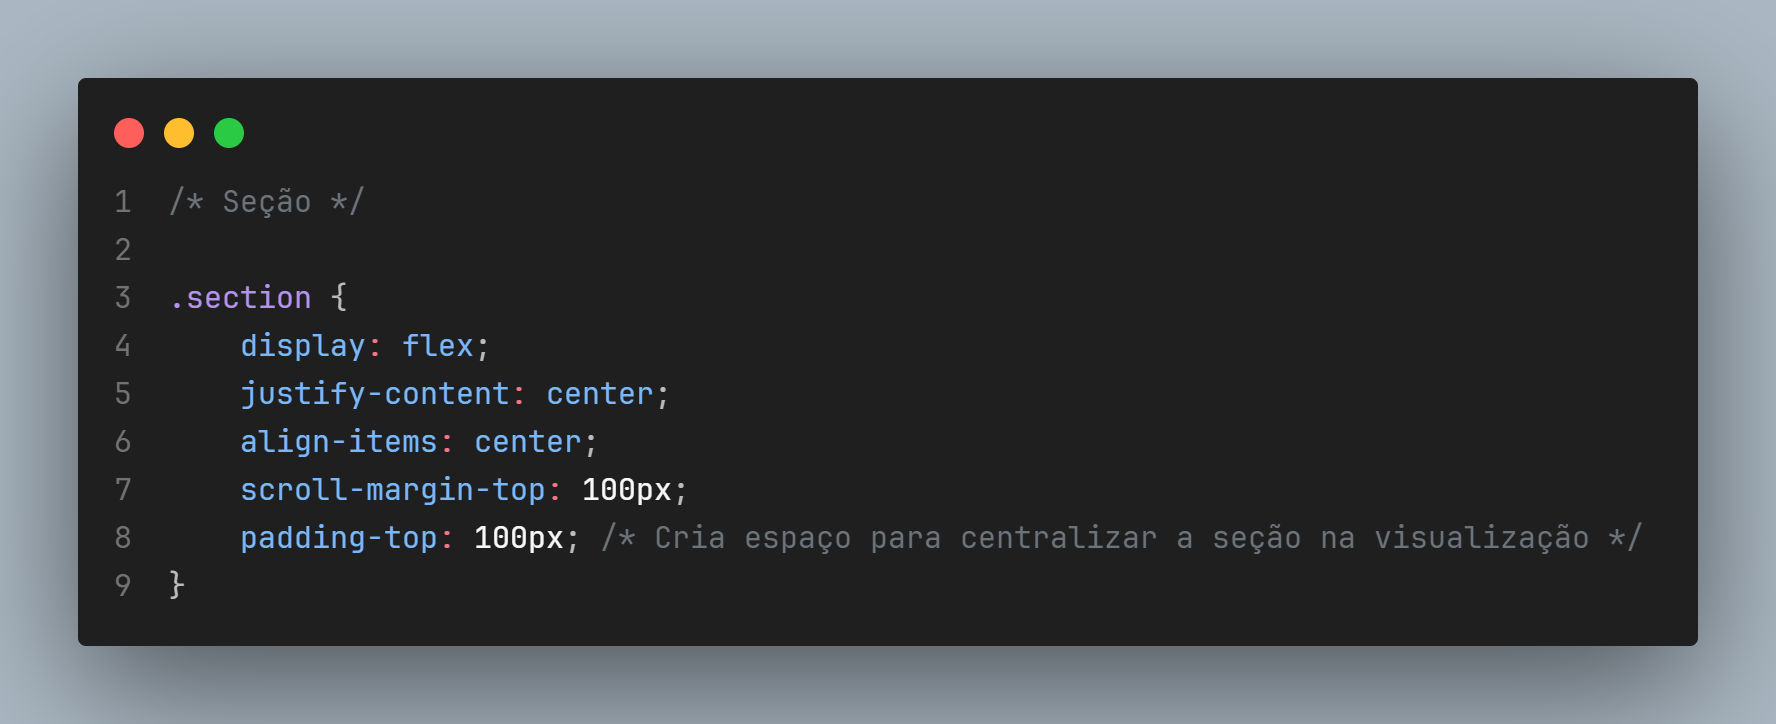 1 /* Seção */
2
3 .section {
4     display: flex;
5     justify-content: center;
6     align-items: center;
7     scroll-margin-top: 100px;
8     padding-top: 100px; /* Cria espaço para centralizar a seção na visualização */
9 }